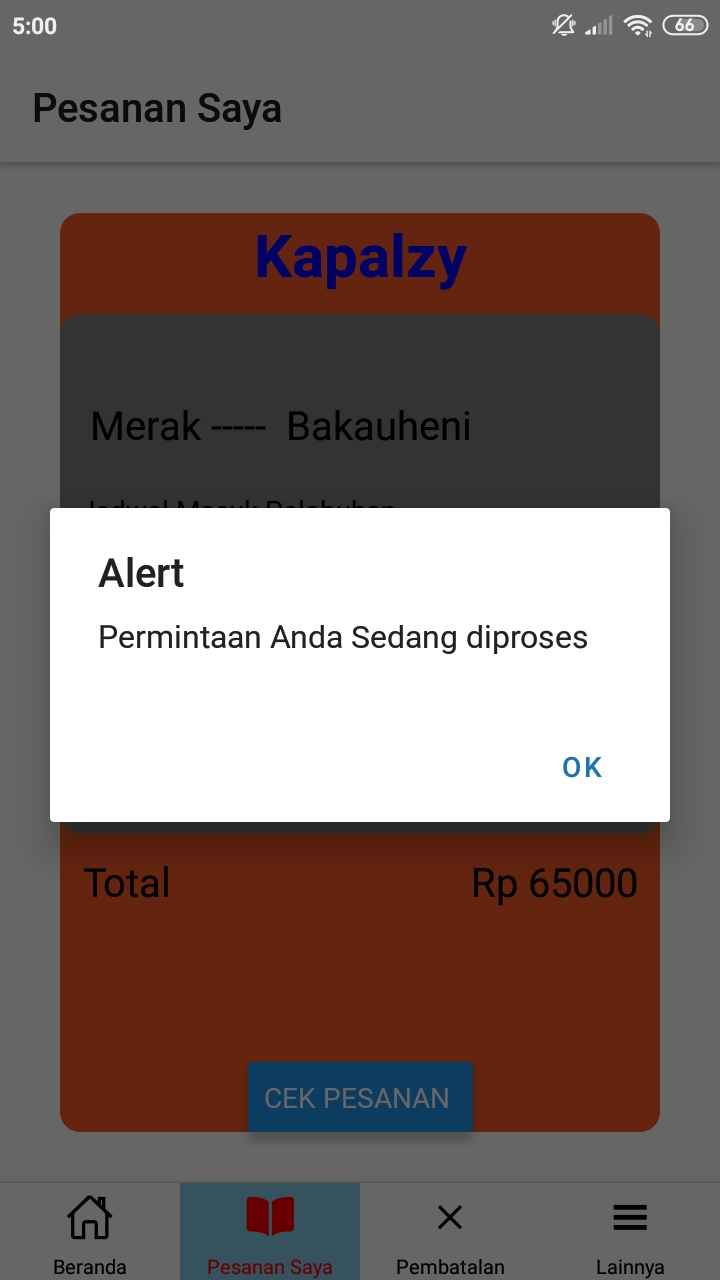 5:00
66
Pesanan Saya
Kapalzy
Merak ----- Bakauheni
Alert
Permintaan Anda Sedang diproses
OK
Total Rp 65000
CEK PESANAN
Beranda Pesanan Saya Pembatalan Lainnya